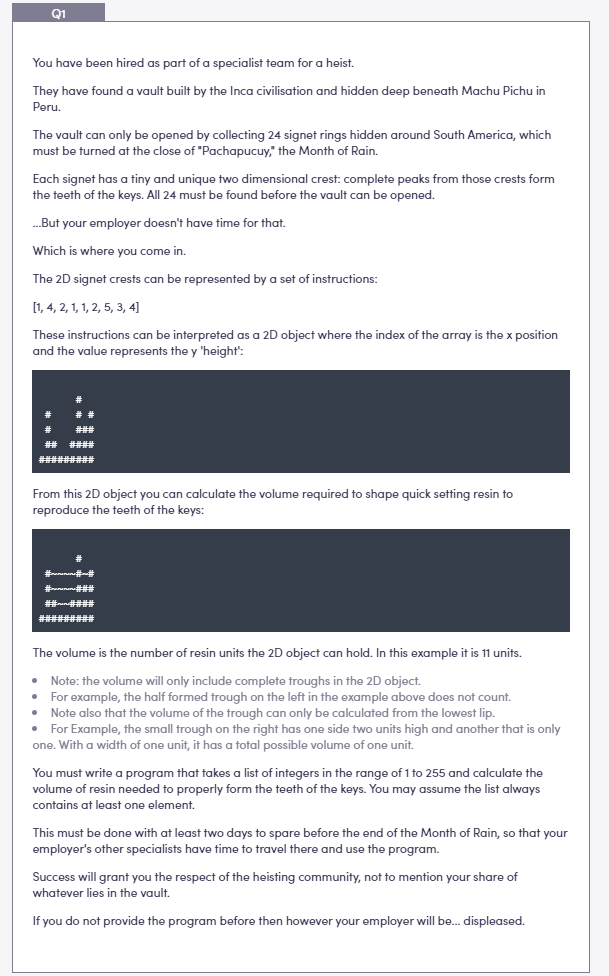 Q1
You have been hired as part of a specialist team for a heist.
They have found a vault built by the Inca civilisation and hidden deep beneath Machu Pichu in
Peru.
The vault can only be opened by collecting 24 signet rings hidden around South America, which
must be turned at the close of "Pachapucuy," the Month of Rain.
Each signet has a tiny and unique two dimensional crest: complete peaks from those crests form
the teeth of the keys. All 24 must be found before the vault can be opened.
...But your employer doesn't have time for that.
Which is where you come in.
The 2D signet crests can be represented by a set of instructions:
[1, 4, 2, 1, 1, 2, 5, 3, 4]
These instructions can be interpreted as a 2D object where the index of the array is the x position
and the value represents the y 'height':
      #
 #    # #
 #    ###
 ##  ####
#########
From this 2D object you can calculate the volume required to shape quick setting resin to
reproduce the teeth of the keys:
      #
 #~~~~#~#
 #~~~~###
 ##~~####
#########
The volume is the number of resin units the 2D object can hold. In this example it is 11 units.
• Note: the volume will only include complete troughs in the 2D object.
• For example, the half formed trough on the left in the example above does not count.
• Note also that the volume of the trough can only be calculated from the lowest lip.
• For Example, the small trough on the right has one side two units high and another that is only
one. With a width of one unit, it has a total possible volume of one unit.
You must write a program that takes a list of integers in the range of 1 to 255 and calculate the
volume of resin needed to properly form the teeth of the keys. You may assume the list always
contains at least one element.
This must be done with at least two days to spare before the end of the Month of Rain, so that your
employer's other specialists have time to travel there and use the program.
Success will grant you the respect of the heisting community, not to mention your share of
whatever lies in the vault.
If you do not provide the program before then however your employer will be... displeased.